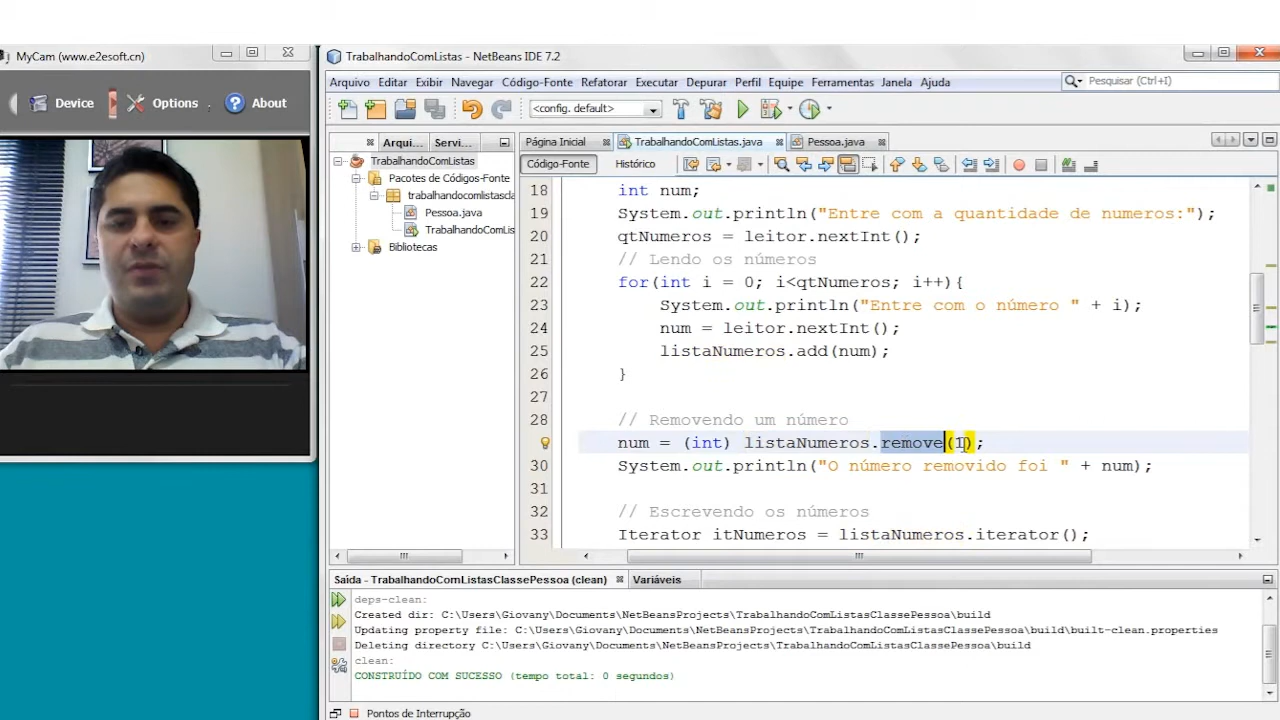 MyCam (www.e2esoft.cn)
Device
Options
About
TrabalhandoComListas - NetBeans IDE 7.2
Arquivo Editar Exibir Navegar Código-Fonte Refatorar Executar Depurar Perfil Equipe Ferramentas Janela Ajuda
Pesquisar (Ctrl+I)
<config. default>
Arqui...
Servi...
Página Inicial
TrabalhandoComListas.java
Pessoa.java
Código-Fonte
Histórico
TrabalhandoComListas
Pacotes de Códigos-Fonte
trabalhandocomlistascla
Pessoa.java
TrabalhandoComLis
Bibliotecas
18 int num;
19 System.out.println("Entre com a quantidade de numeros:");
20 qtNumeros = leitor.nextInt();
21 // Lendo os números
22 for(int i = 0; i<qtNumeros; i++){
23 System.out.println("Entre com o número " + i);
24 num = leitor.nextInt();
25 listaNumeros.add(num);
26 }
27
28 // Removendo um número
num = (int) listaNumeros.remove(1);
30 System.out.println("O número removido foi " + num);
31
32 // Escrevendo os números
33 Iterator itNumeros = listaNumeros.iterator();
Saída - TrabalhandoComListasClassePessoa (clean)
Variáveis
deps-clean:
Created dir: C:\Users\Giovany\Documents\NetBeansProjects\TrabalhandoComListasClassePessoa\build
Updating property file: C:\Users\Giovany\Documents\NetBeansProjects\TrabalhandoComListasClassePessoa\build\built-clean.properties
Deleting directory C:\Users\Giovany\Documents\NetBeansProjects\TrabalhandoComListasClassePessoa\build
clean:
CONSTRUÍDO COM SUCESSO (tempo total: 0 segundos)
Pontos de Interrupção